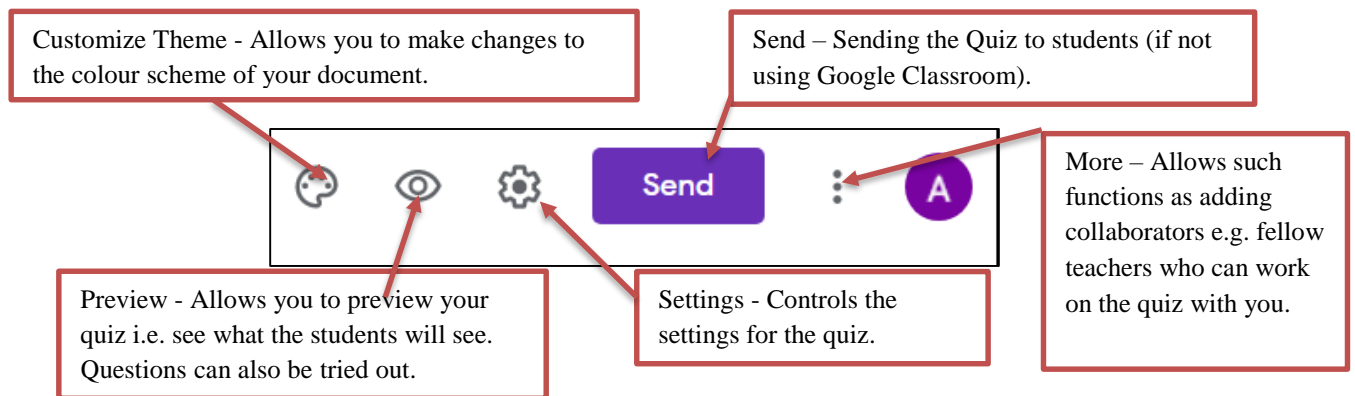 Customize Theme - Allows you to make changes to
the colour scheme of your document.
Send – Sending the Quiz to students (if not
using Google Classroom).
Send
A
More – Allows such
functions as adding
collaborators e.g. fellow
teachers who can work
on the quiz with you.
Preview - Allows you to preview your
quiz i.e. see what the students will see.
Questions can also be tried out.
Settings - Controls the
settings for the quiz.